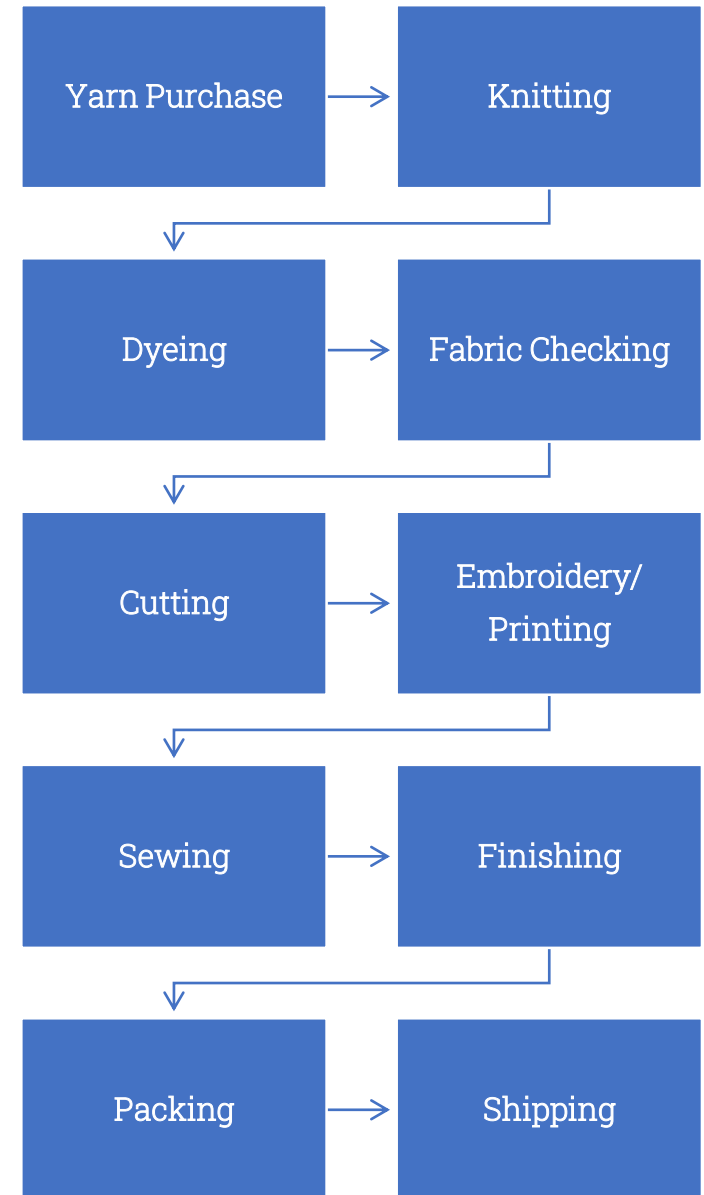 Yarn Purchase
Knitting
Dyeing
Fabric Checking
Cutting
Embroidery/
Printing
Sewing
Finishing
Packing
Shipping